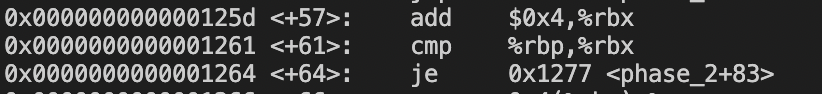 0x000000000000125d <+57>:    add    $0x4,%rbx
0x0000000000001261 <+61>:    cmp    %rbp,%rbx
0x0000000000001264 <+64>:    je     0x1277 <phase_2+83>